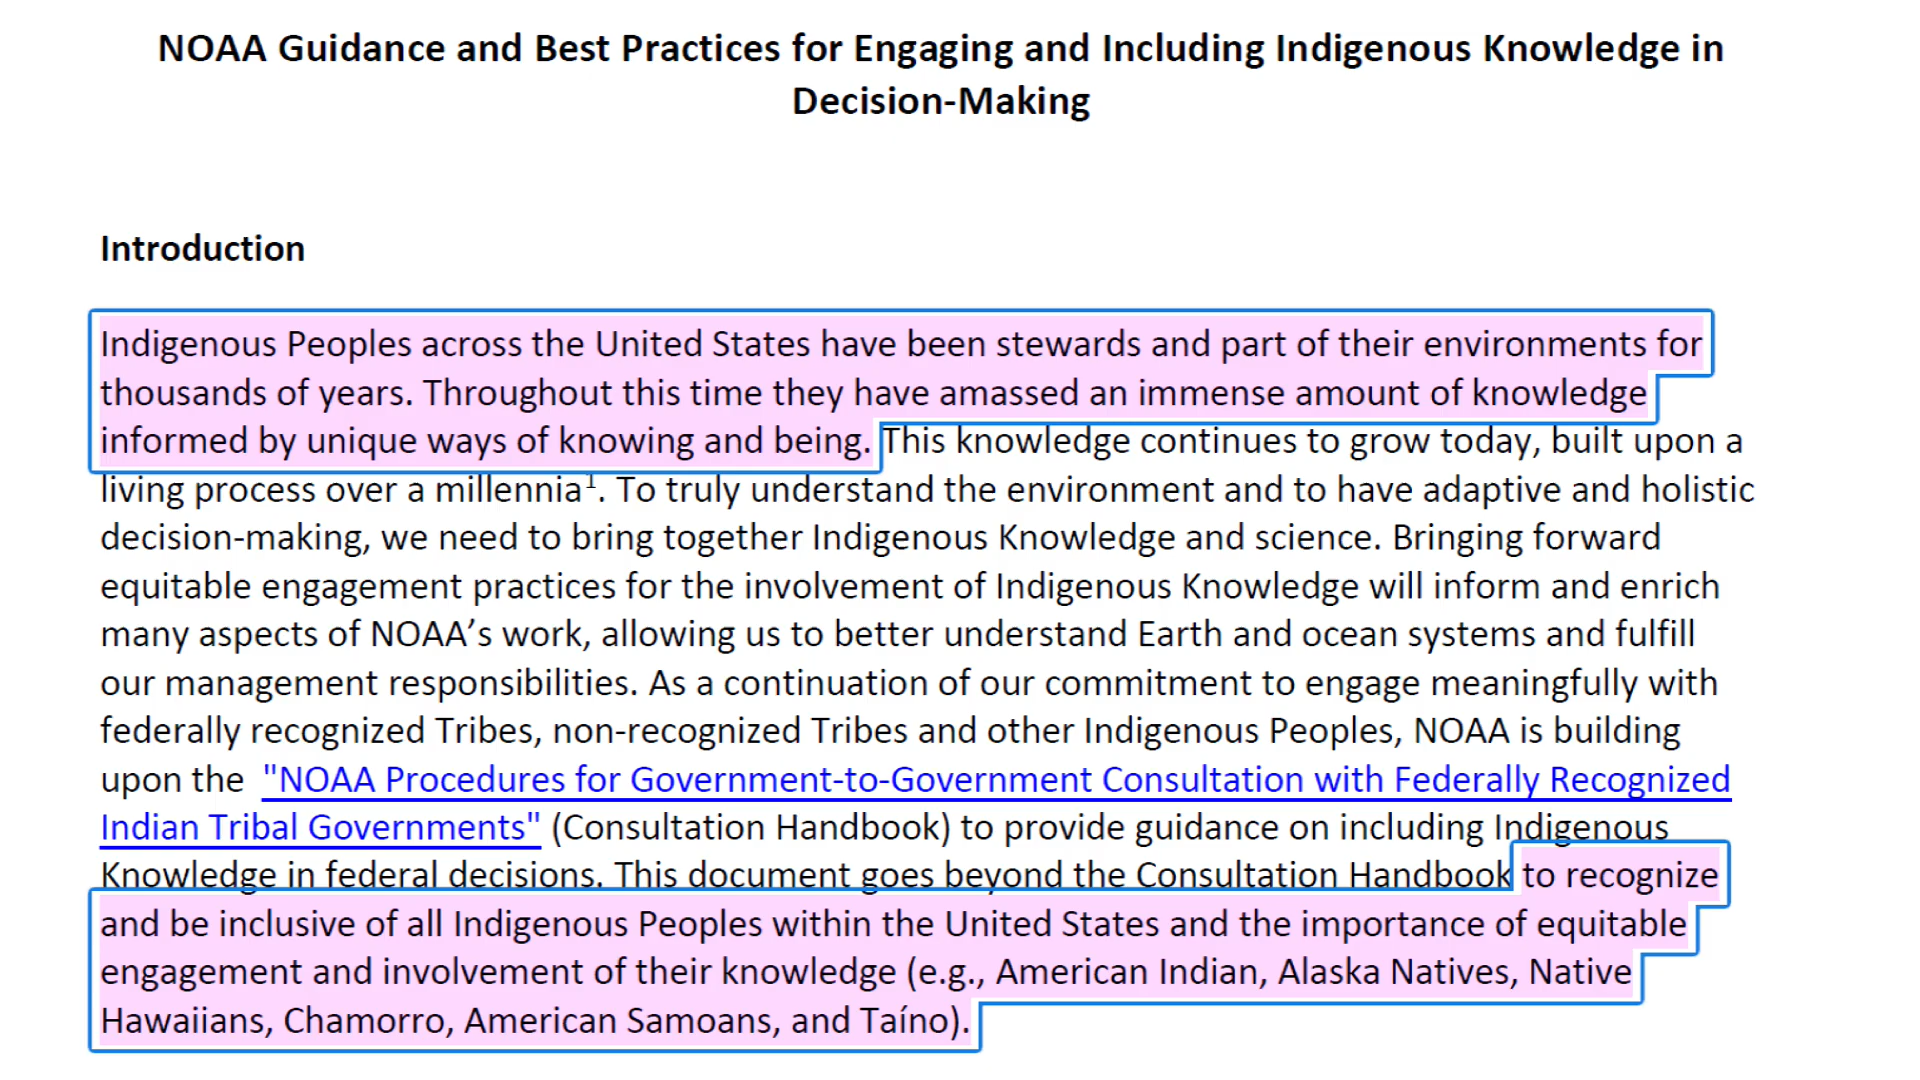 NOAA Guidance and Best Practices for Engaging and Including Indigenous Knowledge in
Decision-Making
Introduction
Indigenous Peoples across the United States have been stewards and part of their environments for
thousands of years. Throughout this time they have amassed an immense amount of knowledge
informed by unique ways of knowing and being. This knowledge continues to grow today, built upon a
living process over a millennia¹. To truly understand the environment and to have adaptive and holistic
decision-making, we need to bring together Indigenous Knowledge and science. Bringing forward
equitable engagement practices for the involvement of Indigenous Knowledge will inform and enrich
many aspects of NOAA’s work, allowing us to better understand Earth and ocean systems and fulfill
our management responsibilities. As a continuation of our commitment to engage meaningfully with
federally recognized Tribes, non-recognized Tribes and other Indigenous Peoples, NOAA is building
upon the "NOAA Procedures for Government-to-Government Consultation with Federally Recognized
Indian Tribal Governments" (Consultation Handbook) to provide guidance on including Indigenous
Knowledge in federal decisions. This document goes beyond the Consultation Handbook to recognize
and be inclusive of all Indigenous Peoples within the United States and the importance of equitable
engagement and involvement of their knowledge (e.g., American Indian, Alaska Natives, Native
Hawaiians, Chamorro, American Samoans, and Taíno).